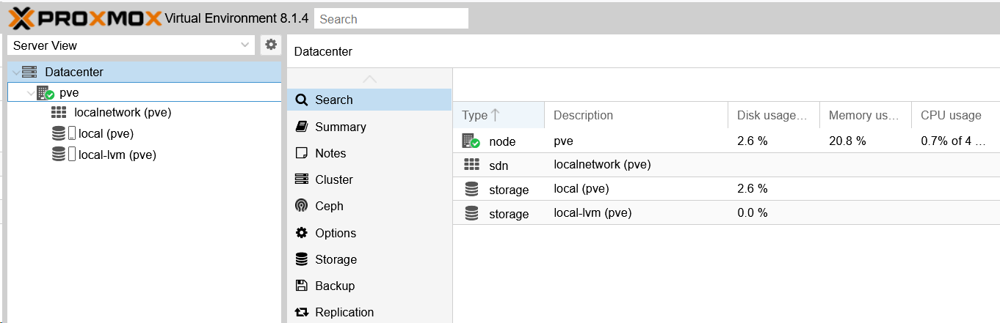 PROXMOX Virtual Environment 8.1.4 Search
Server View
Datacenter
pve
localnetwork (pve)
local (pve)
local-lvm (pve)
Datacenter
Search
Summary
Notes
Cluster
Ceph
Options
Storage
Backup
Replication
Type Description Disk usage... Memory us... CPU usage
node pve 2.6 % 20.8 % 0.7% of 4 ...
sdn localnetwork (pve)
storage local (pve) 2.6 %
storage local-lvm (pve) 0.0 %